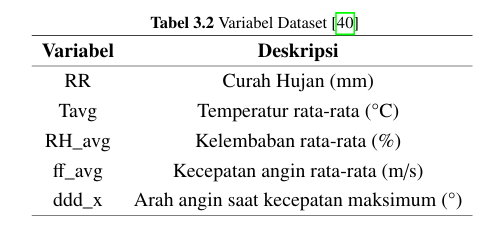 Tabel 3.2 Variabel Dataset [40]
Variabel Deskripsi
RR Curah Hujan (mm)
Tavg Temperatur rata-rata (°C)
RH_avg Kelembaban rata-rata (%)
ff_avg Kecepatan angin rata-rata (m/s)
ddd_x Arah angin saat kecepatan maksimum (°)